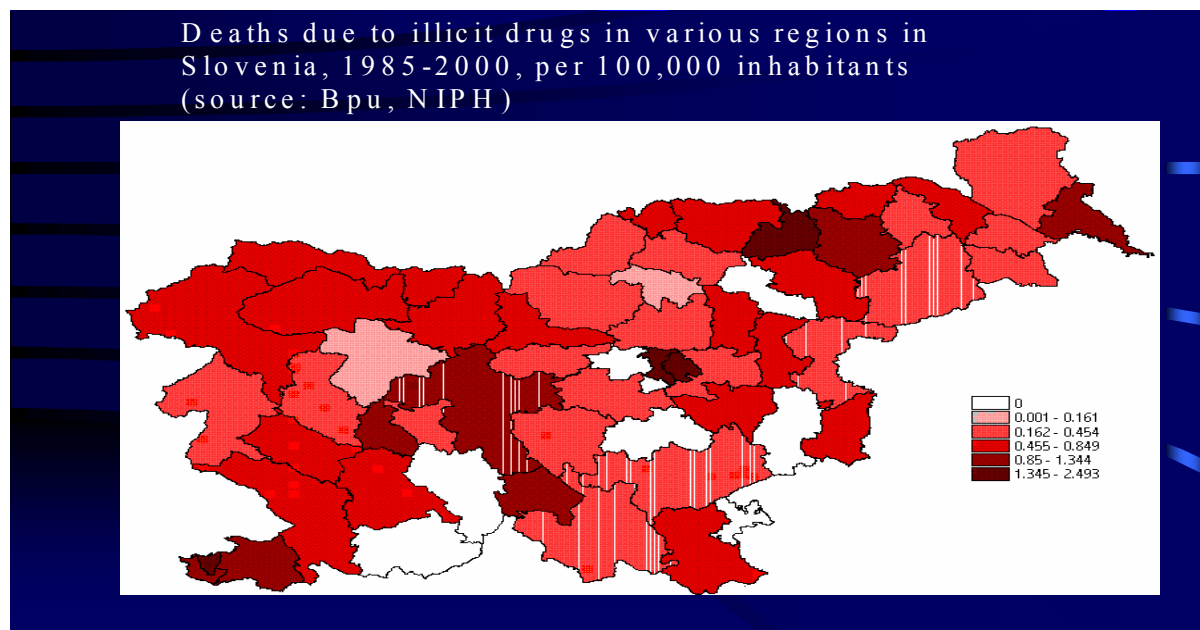 Deaths due to illicit drugs in various regions in
Slovenia, 1985-2000, per 100,000 inhabitants
(source: Bpu, NIPH)
0
0.001 - 0.161
0.162 - 0.454
0.455 - 0.849
0.85 - 1.344
1.345 - 2.493